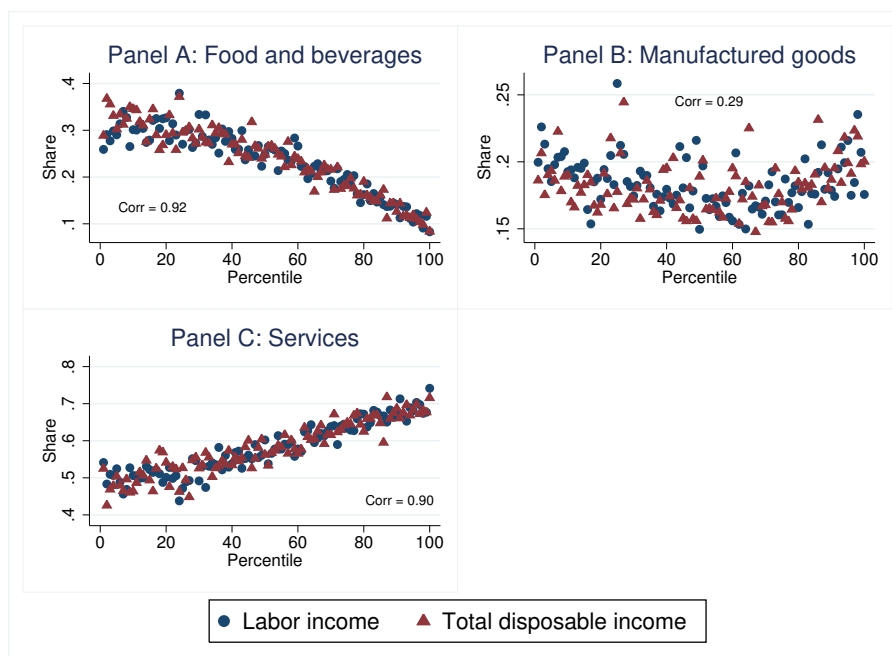 Panel A: Food and beverages
.4
.3
.2
.1
Share
Corr = 0.92
0 20 40 60 80 100
Percentile
Panel B: Manufactured goods
.25
.2
.15
Share
Corr = 0.29
0 20 40 60 80 100
Percentile
Panel C: Services
.8
.7
.6
.5
.4
Share
Corr = 0.90
0 20 40 60 80 100
Percentile
Labor income Total disposable income